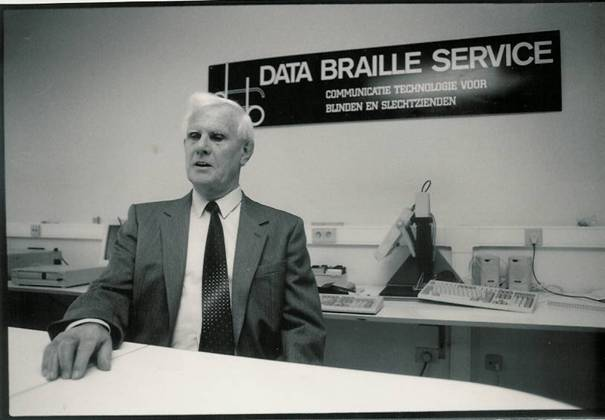 DATA BRAILLE SERVICE
COMMUNICATIE TECHNOLOGIE VOOR
BLINDEN EN SLECHTZIENDEN